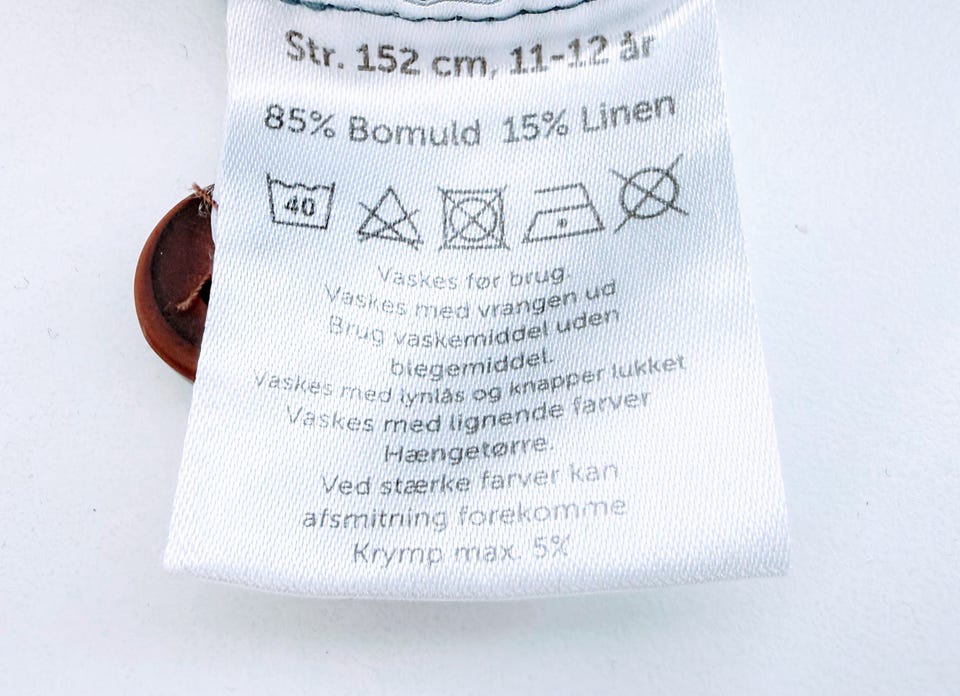 Str. 152 cm, 11-12 år
85% Bomuld 15% Linen
40
Vaskes før brug.
Vaskes med vrangen ud
Brug vaskemiddel uden
blegemiddel.
Vaskes med lynlås og knapper lukket
Vaskes med lignende farver
Hængetørre.
Ved stærke farver kan
afsmitning forekomme
Krymp max. 5%